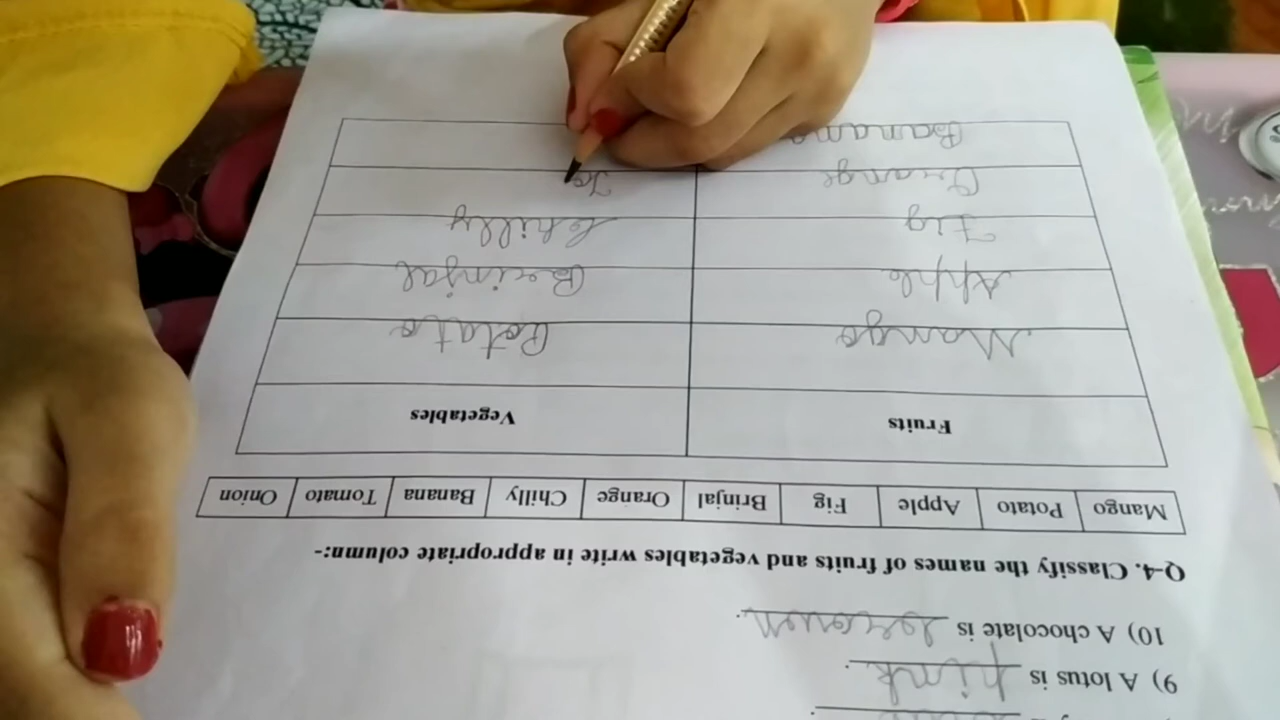 9) A lotus is pink.
10) A chocolate is
Q-4. Classify the names of fruits and vegetables write in appropriate column:-
Mango Potato Apple Fig Brinjal Orange Chilly Banana Tomato Onion
Fruits Vegetables
Mango Potato
Apple Brinjal
Fig Chilly
Orange To
Banana